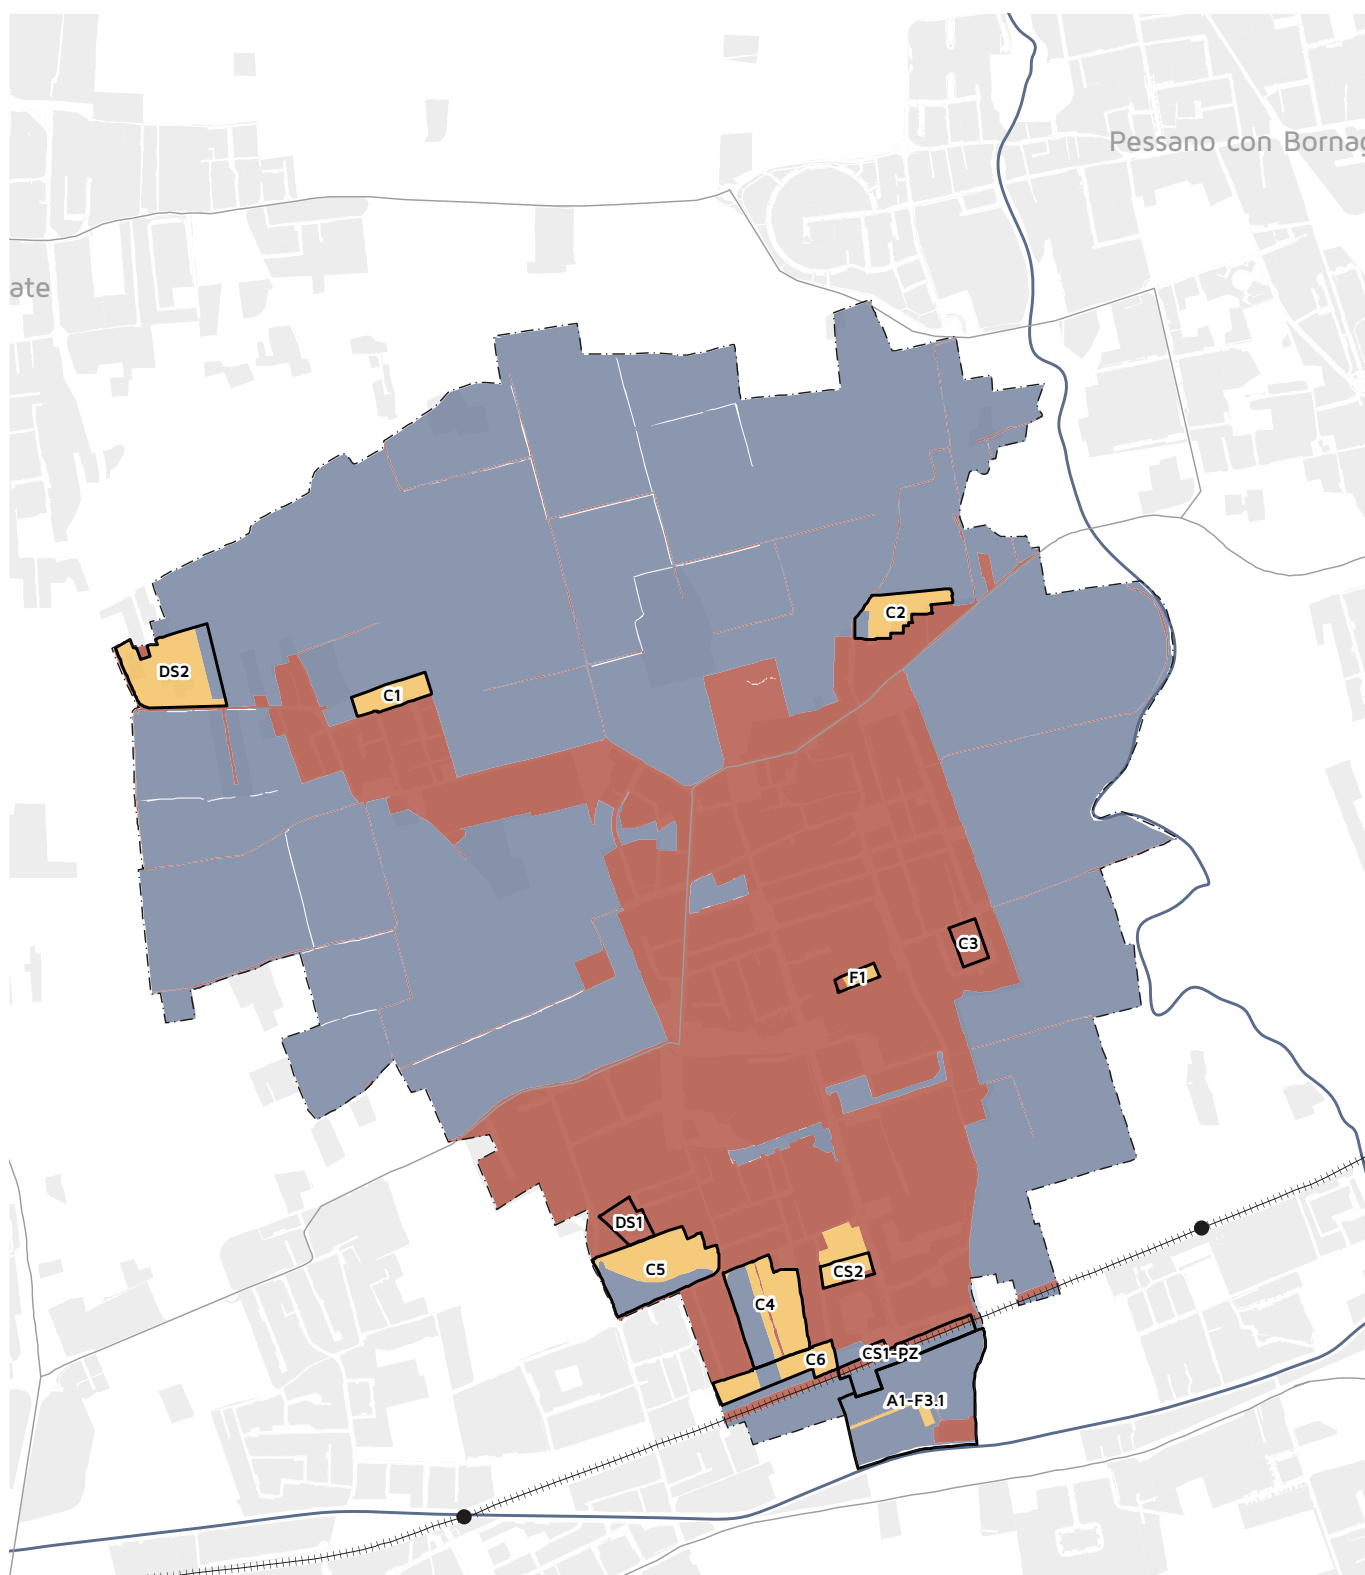 Pessano con Bornag
ate
C2
DS2
C1
C3
F1
DS1
C5
CS2
C4
CS1-PZ
C6
A1-F3.1